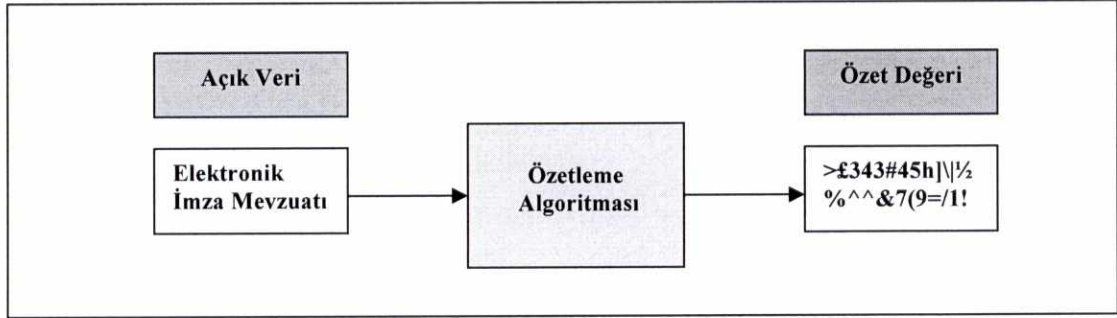 Açık Veri
Özet Değeri
Elektronik
İmza Mevzuatı
Özetleme
Algoritması
>£343#45h]\|½
%^^&7(9=/1!